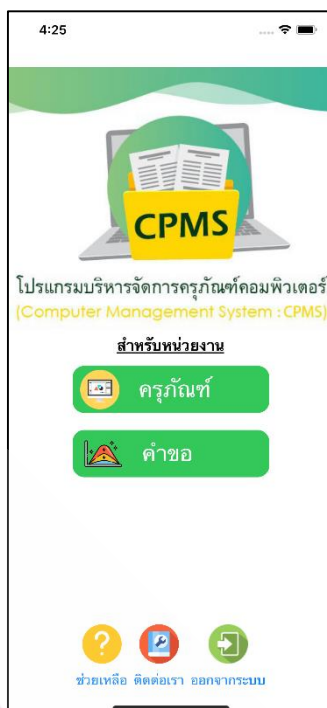 4:25
CPMS
โปรแกรมบริหารจัดการครุภัณฑ์คอมพิวเตอร์
(Computer Management System : CPMS)
สำหรับหน่วยงาน
ครุภัณฑ์
คำขอ
ช่วยเหลือ ติดต่อเรา ออกจากระบบ